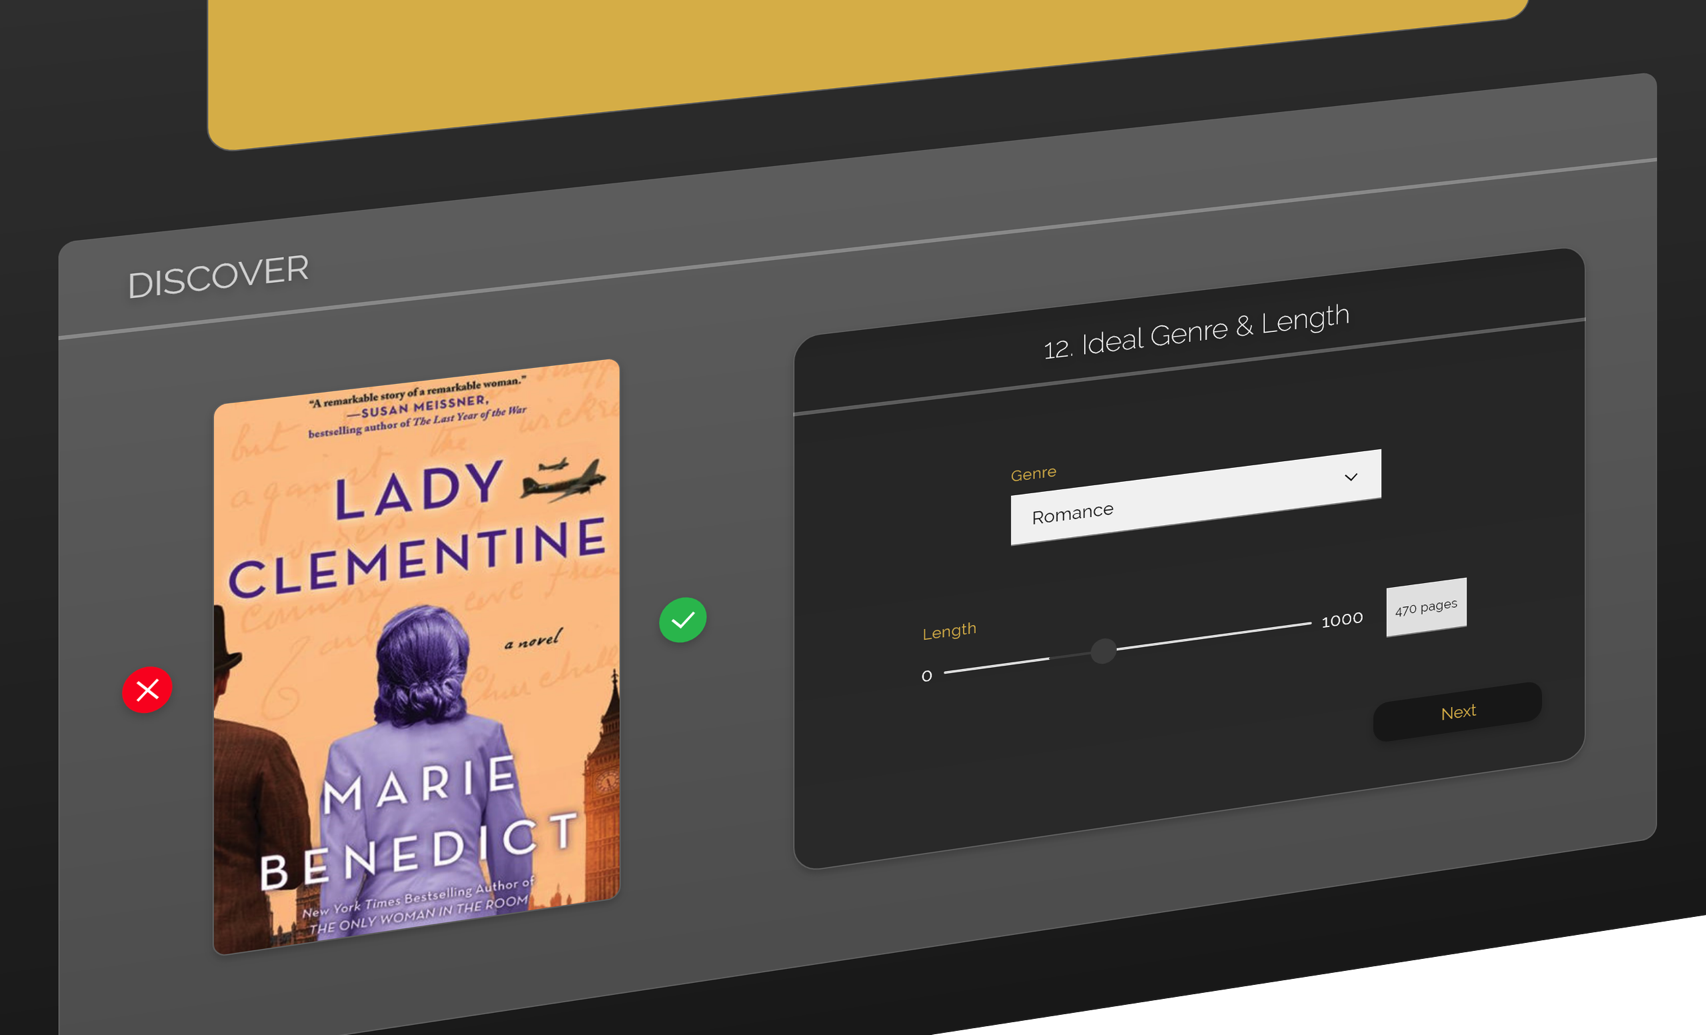 DISCOVER
“A remarkable story of a remarkable woman.”
—SUSAN MEISSNER,
bestselling author of The Last Year of the War
LADY
CLEMENTINE
a novel
MARIE
BENEDICT
New York Times Bestselling Author of
THE ONLY WOMAN IN THE ROOM
12. Ideal Genre & Length
Genre
Romance
Length
0
1000
470 pages
Next